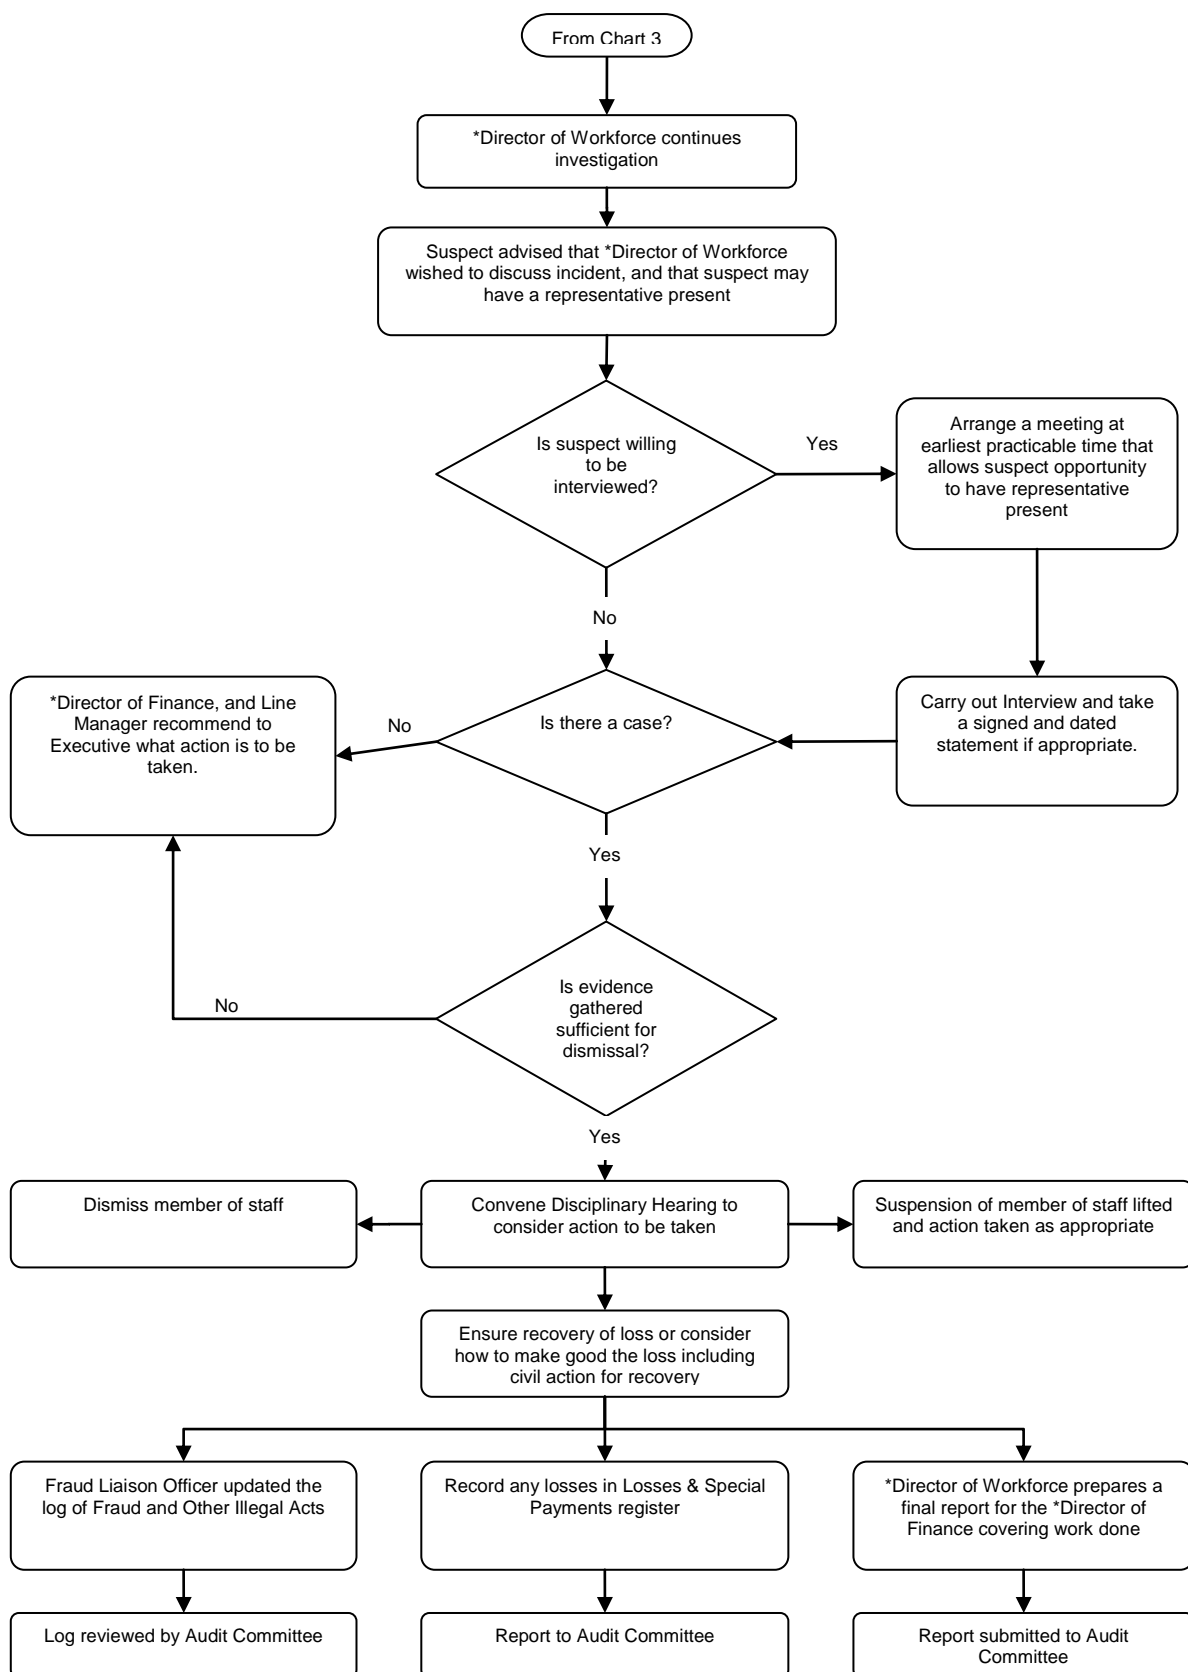 From Chart 3
*Director of Workforce continues
investigation
Suspect advised that *Director of Workforce
wished to discuss incident, and that suspect may
have a representative present
Is suspect willing
to be
interviewed?
Yes
Arrange a meeting at
earliest practicable time that
allows suspect opportunity
to have representative
present
No
*Director of Finance, and Line
Manager recommend to
Executive what action is to be
taken.
No
Is there a case?
Carry out Interview and take
a signed and dated
statement if appropriate.
Yes
No
Is evidence
gathered
sufficient for
dismissal?
Yes
Dismiss member of staff
Convene Disciplinary Hearing to
consider action to be taken
Suspension of member of staff lifted
and action taken as appropriate
Ensure recovery of loss or consider
how to make good the loss including
civil action for recovery
Fraud Liaison Officer updated the
log of Fraud and Other Illegal Acts
Record any losses in Losses & Special
Payments register
*Director of Workforce prepares a
final report for the *Director of
Finance covering work done
Log reviewed by Audit Committee
Report to Audit Committee
Report submitted to Audit
Committee